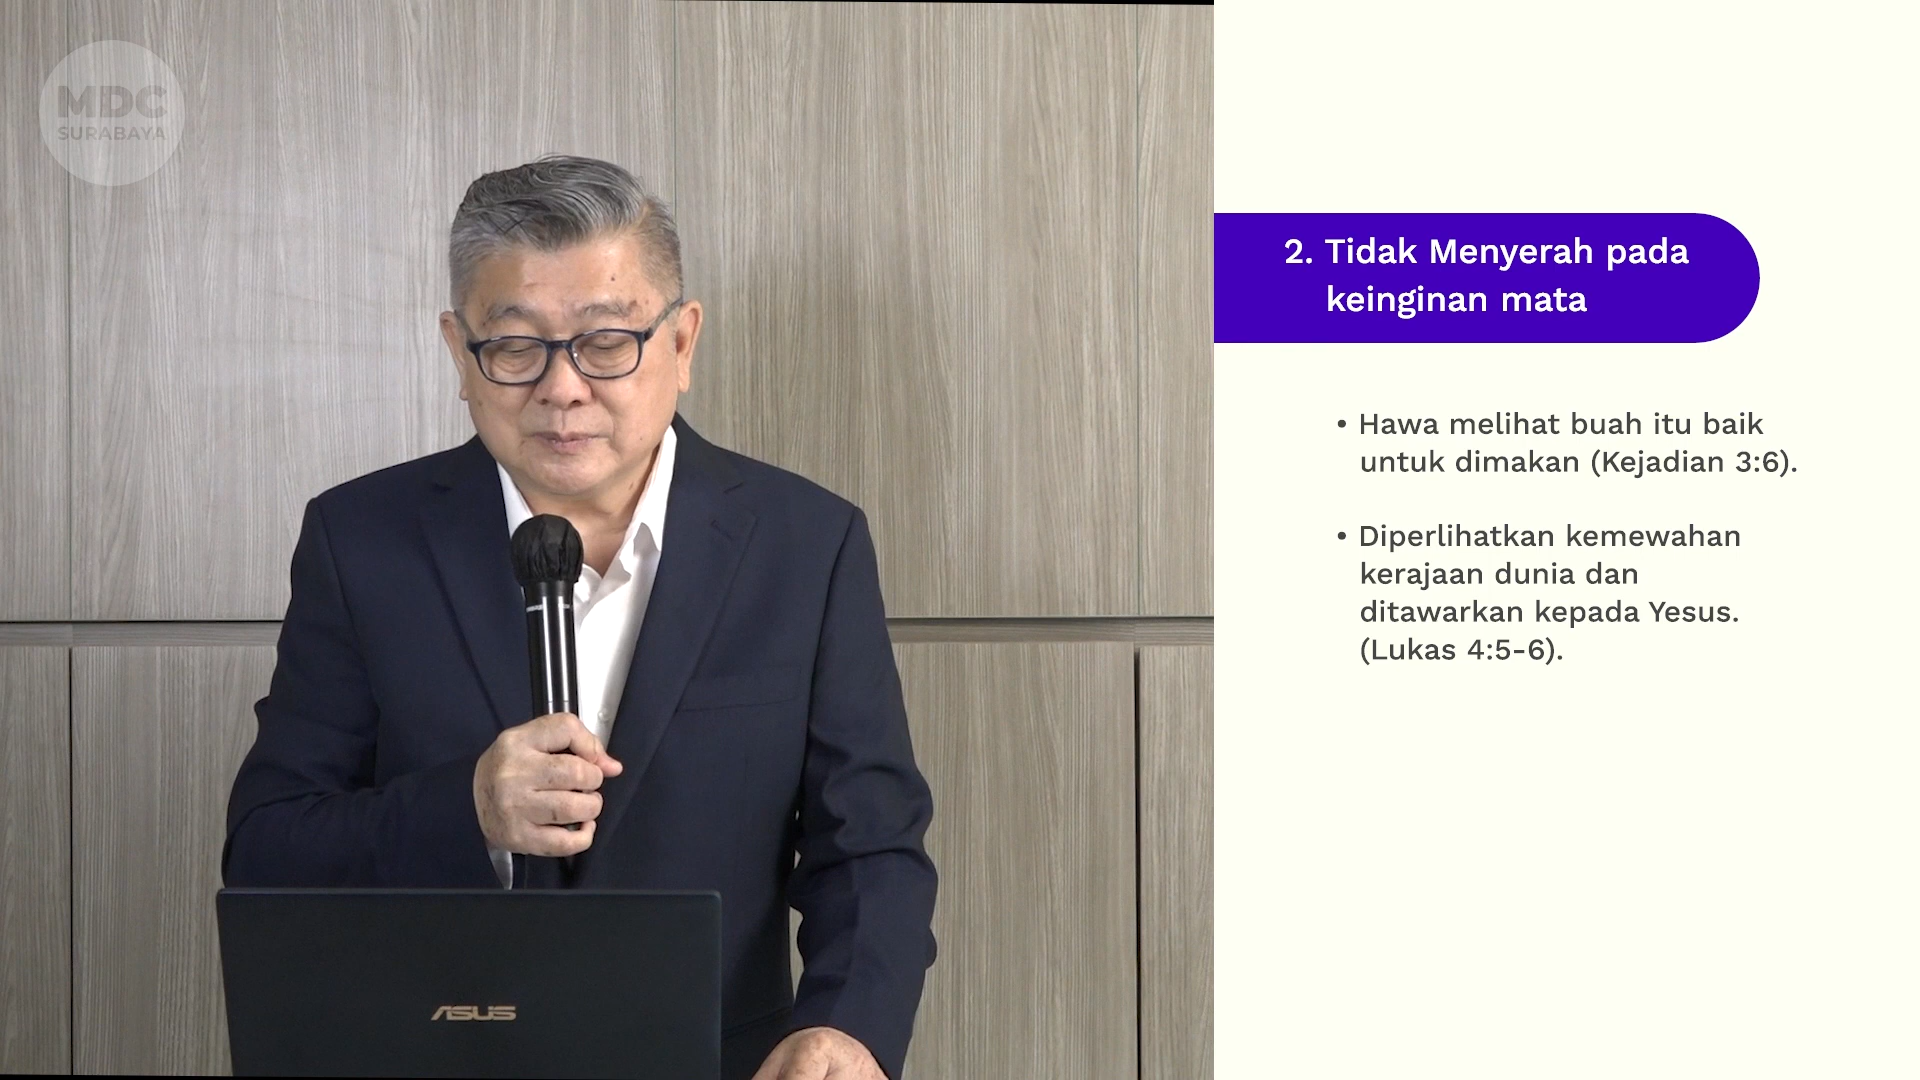 MDC
SURABAYA
2. Tidak Menyerah pada
keinginan mata
• Hawa melihat buah itu baik
untuk dimakan (Kejadian 3:6).
• Diperlihatkan kemewahan
kerajaan dunia dan
ditawarkan kepada Yesus.
(Lukas 4:5-6).
ASUS